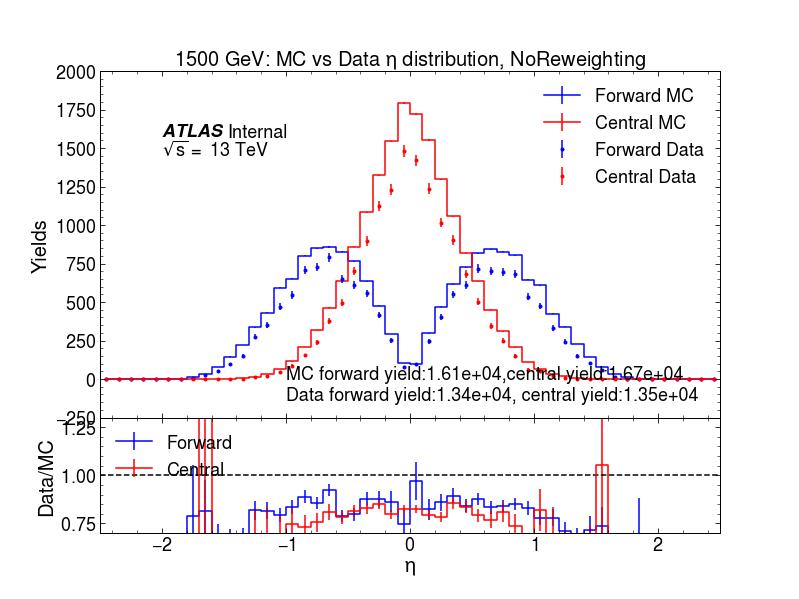 1500 GeV: MC vs Data η distribution, NoReweighting
2000
1750
1500
1250
1000
750
500
250
0
−250
Yields
ATLAS Internal
√s = 13 TeV
Forward MC
Central MC
Forward Data
Central Data
MC forward yield:1.61e+04,central yield:1.67e+04
Data forward yield:1.34e+04, central yield:1.35e+04
1.25
1.00
0.75
Data/MC
Forward
Central
−2 −1 0 1 2
η